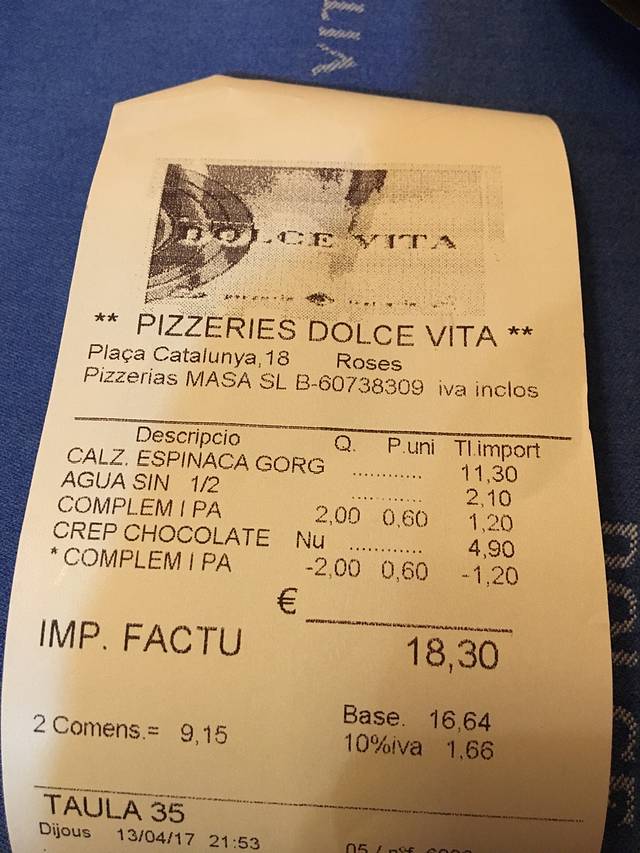 DOLCE VITA
** PIZZERIES DOLCE VITA **
Plaça Catalunya,18 Roses
Pizzerias MASA SL B-60738309 iva inclos
Descripcio Q. P.uni Tl.import
CALZ. ESPINACA GORG ............ 11,30
AGUA SIN 1/2 ............ 2,10
COMPLEM I PA 2,00 0,60 1,20
CREP CHOCOLATE Nu ............ 4,90
* COMPLEM I PA -2,00 0,60 -1,20
€
IMP. FACTU 18,30
2 Comens.= 9,15 Base. 16,64
10%iva 1,66
TAULA 35
Dijous 13/04/17 21:53